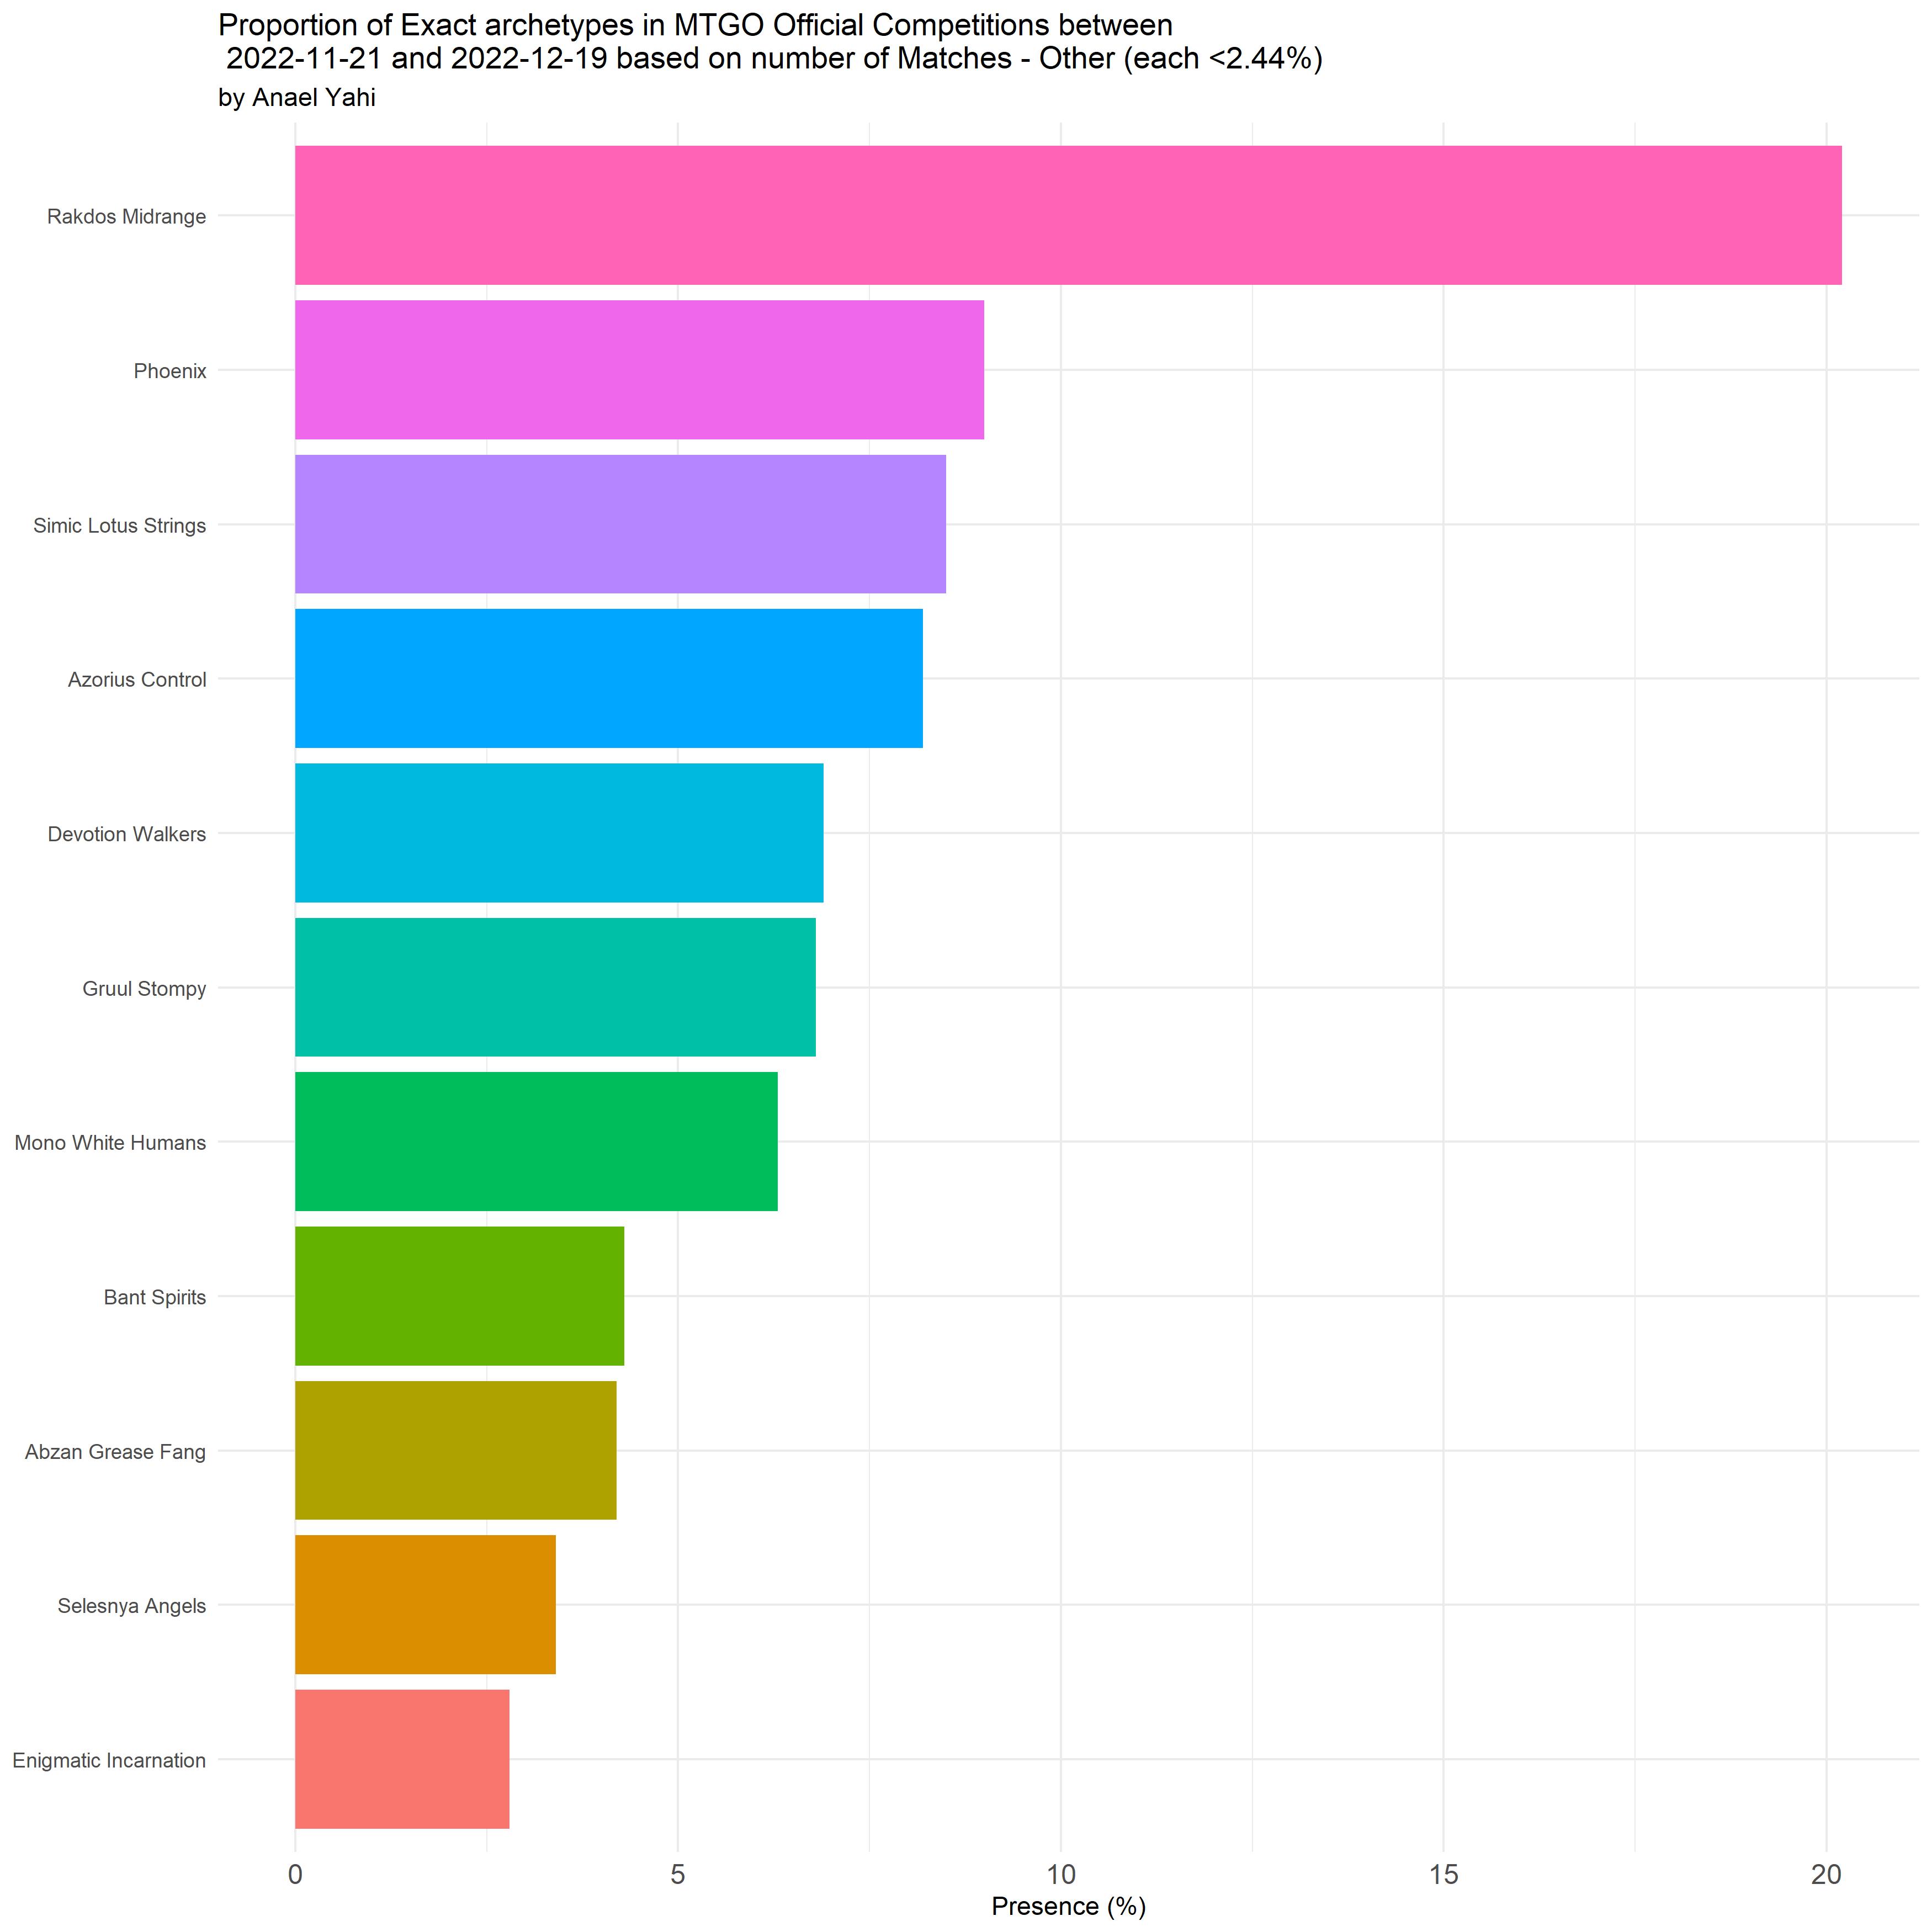 Proportion of Exact archetypes in MTGO Official Competitions between
2022-11-21 and 2022-12-19 based on number of Matches - Other (each <2.44%)
by Anael Yahi
Rakdos Midrange
Phoenix
Simic Lotus Strings
Azorius Control
Devotion Walkers
Gruul Stompy
Mono White Humans
Bant Spirits
Abzan Grease Fang
Selesnya Angels
Enigmatic Incarnation
0 5 10 15 20
Presence (%)